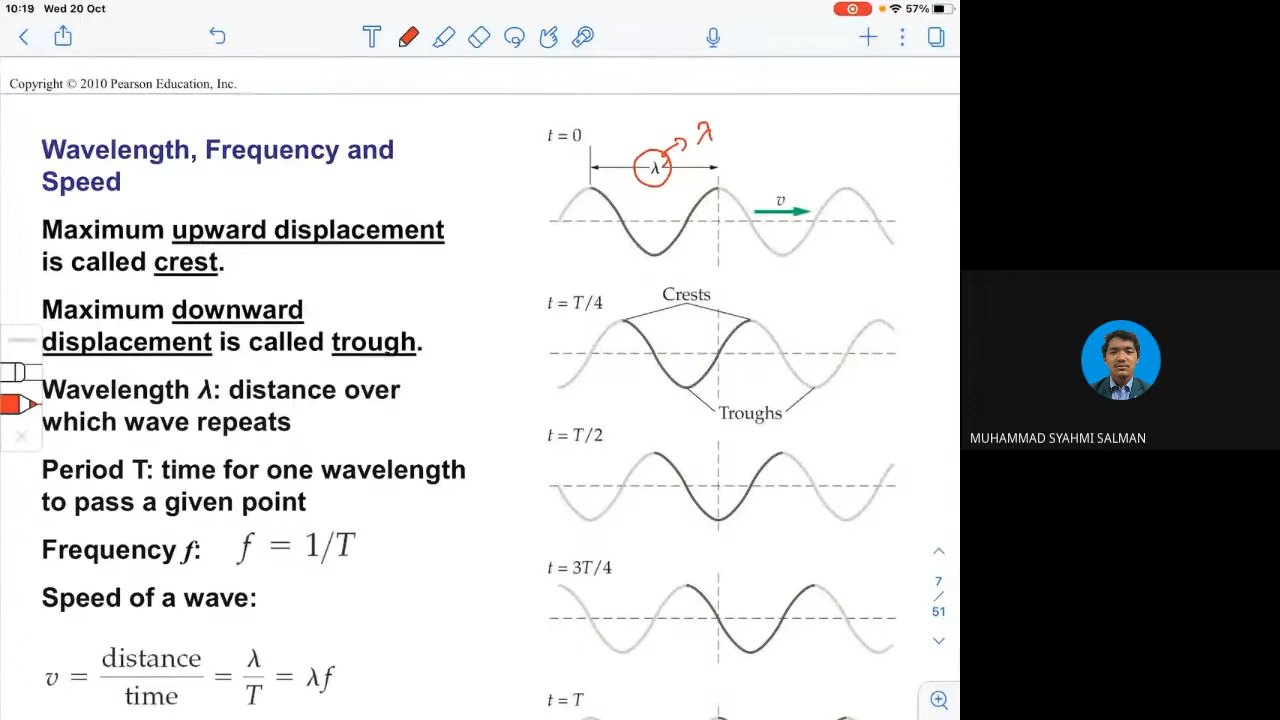 10:19 Wed 20 Oct
57%
T
Copyright © 2010 Pearson Education, Inc.
Wavelength, Frequency and
Speed
Maximum upward displacement
is called crest.
Maximum downward
displacement is called trough.
Wavelength λ: distance over
which wave repeats
Period T: time for one wavelength
to pass a given point
Frequency f: f = 1/T
Speed of a wave:
v = distance/time = λ/T = λf
t = 0
λ
λ
v
t = T/4
Crests
Troughs
t = T/2
t = 3T/4
t = T
7
/
51
MUHAMMAD SYAHMI SALMAN